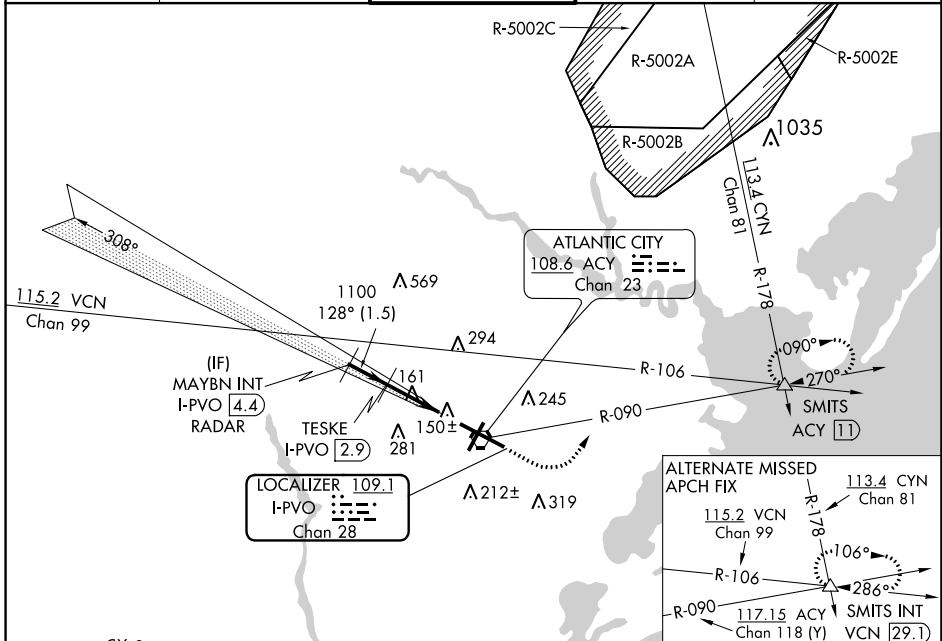 R-5002C
R-5002A
R-5002E
R-5002B
1035
113.4 CYN
Chan 81
R-178
308°
ATLANTIC CITY
108.6 ACY
Chan 23
569
1100
128° (1.5)
115.2 VCN
Chan 99
294
090°
(IF)
MAYBN INT
I-PVO 4.4
RADAR
161
R-106
270°
245
SMITS
ACY 11
R-090
TESKE
I-PVO 2.9
150±
281
LOCALIZER 109.1
I-PVO
Chan 28
212±
319
ALTERNATE MISSED
APCH FIX
113.4 CYN
Chan 81
R-178
115.2 VCN
Chan 99
106°
R-106
286°
R-090
117.15 ACY
Chan 118 (Y)
SMITS INT
VCN 29.1